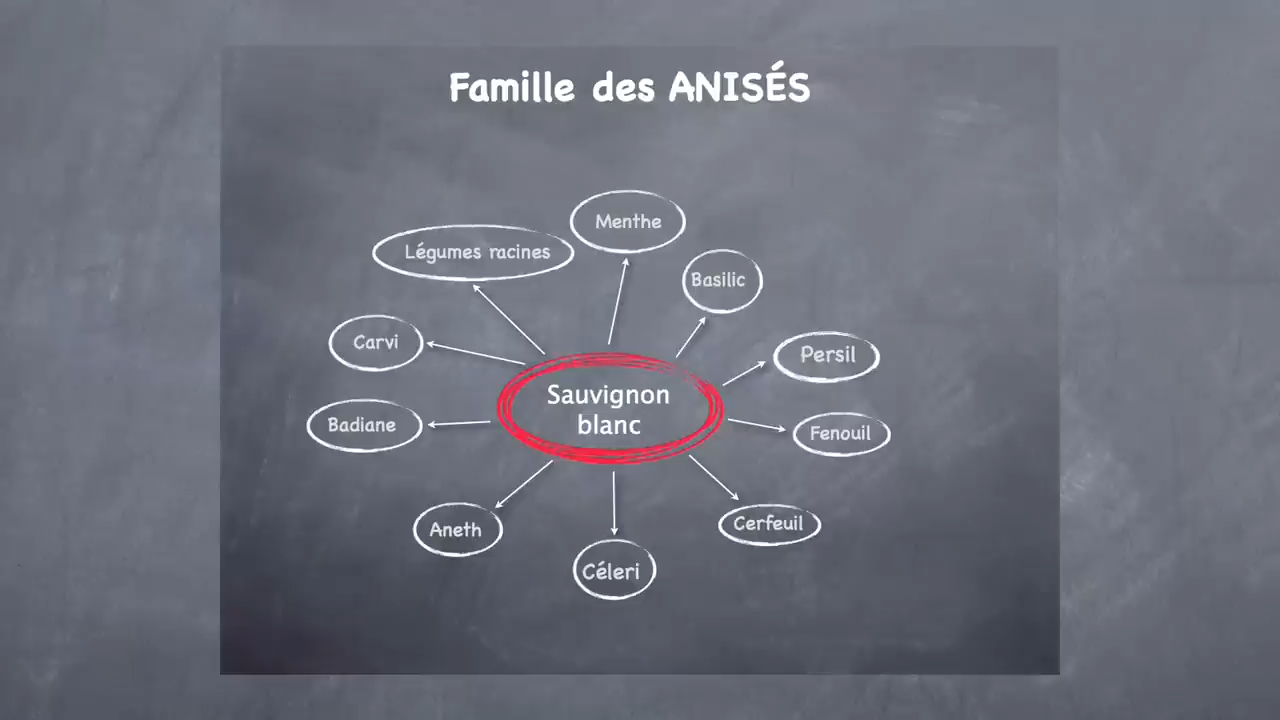 Famille des ANISÉS
Menthe
Légumes racines
Basilic
Carvi
Persil
Sauvignon
blanc
Badiane
Fenouil
Aneth
Cerfeuil
Céleri